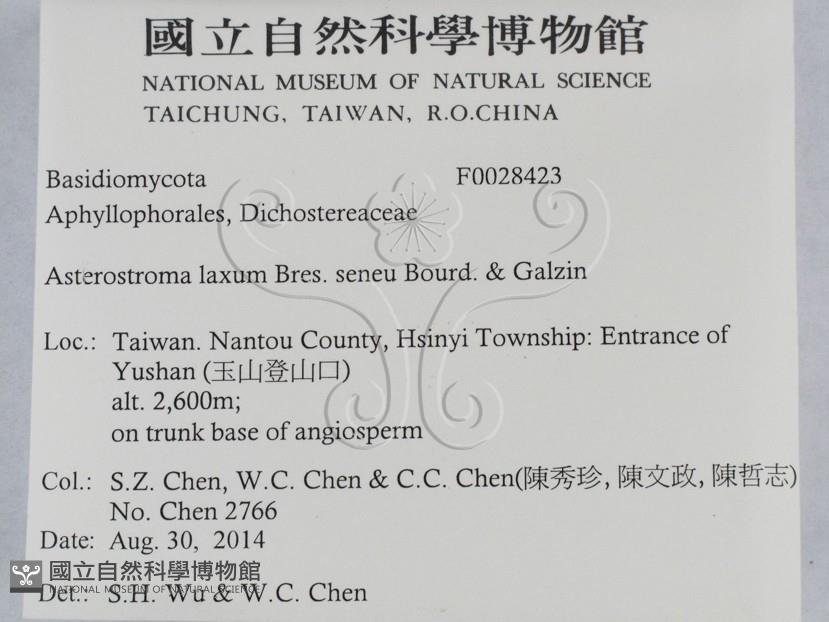 國立自然科學博物館
NATIONAL MUSEUM OF NATURAL SCIENCE
TAICHUNG, TAIWAN, R.O.CHINA
Basidiomycota F0028423
Aphyllophorales, Dichostereaceae
Asterostroma laxum Bres. seneu Bourd. & Galzin
Loc.: Taiwan. Nantou County, Hsinyi Township: Entrance of
Yushan (玉山登山口)
alt. 2,600m;
on trunk base of angiosperm
Col.: S.Z. Chen, W.C. Chen & C.C. Chen(陳秀珍, 陳文政, 陳哲志)
No. Chen 2766
Date: Aug. 30, 2014
國立自然科學博物館
NATIONAL MUSEUM OF NATURAL SCIENCE
Det.: S.H. Wu & W.C. Chen